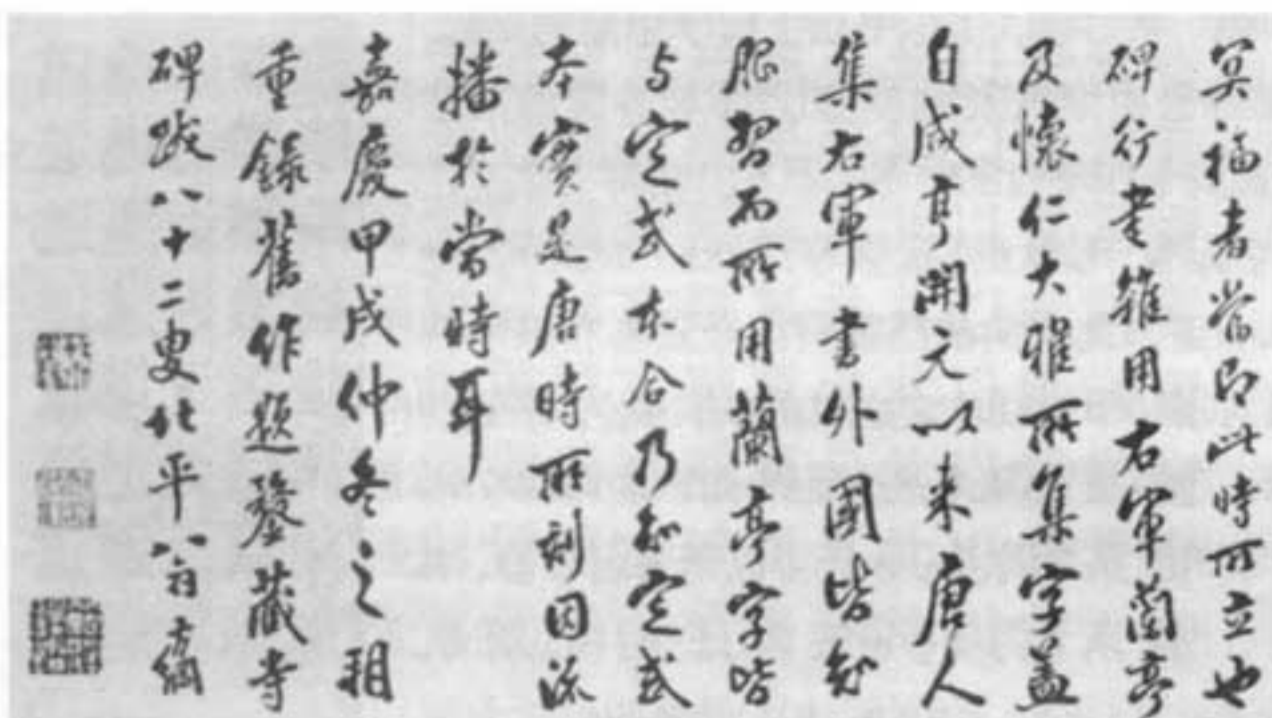 冥福者當即此時所立也
碑行書雜用右軍蘭亭
及懷仁大雅所集字蓋
自咸亨開元以来唐人
集右軍書外國皆知
服習而所用蘭亭字皆
与定武本合乃知定武
本實是唐時所刻因流
播於當時耳
嘉慶甲戌仲冬之朔
重錄舊作題鍪藏寺
碑跋八十二叟北平翁方綱